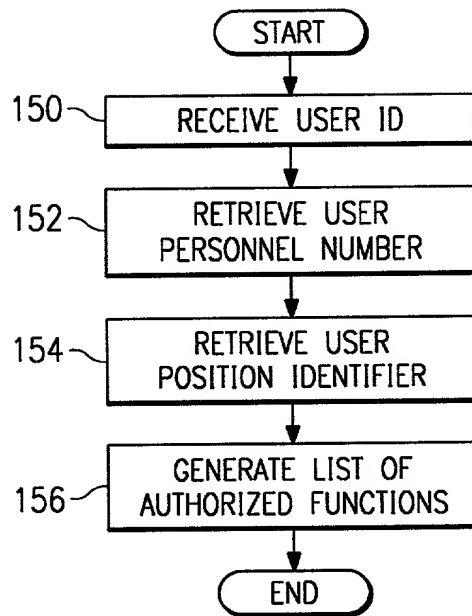 START
150
RECEIVE USER ID
152
RETRIEVE USER
PERSONNEL NUMBER
154
RETRIEVE USER
POSITION IDENTIFIER
156
GENERATE LIST OF
AUTHORIZED FUNCTIONS
END